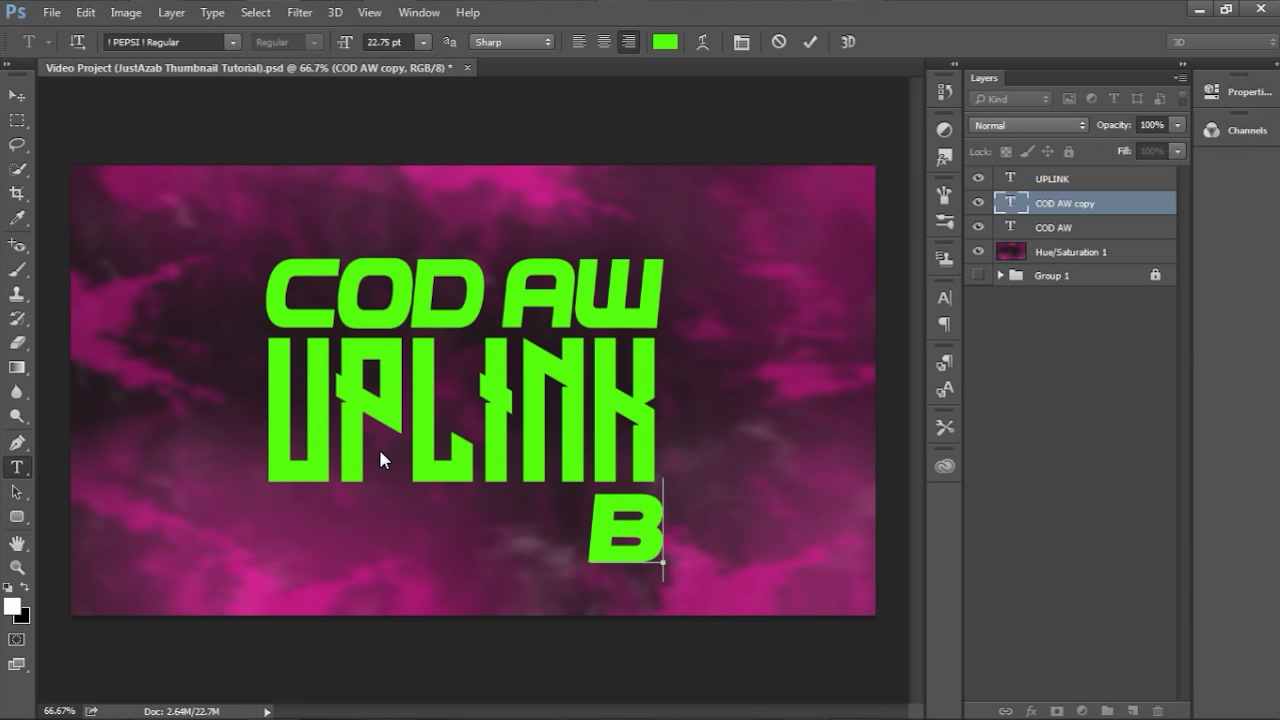 Ps File Edit Image Layer Type Select Filter 3D View Window Help
T ! PEPSI ! Regular Regular 22.75 pt aa Sharp 3D 3D
Video Project (JustAzab Thumbnail Tutorial).psd @ 66.7% (COD AW copy, RGB/8) * ×
Layers
Kind
Properti...
Normal Opacity: 100%
Channels
Lock: Fill: 100%
T UPLINK
T COD AW copy
T COD AW
Hue/Saturation 1
Group 1
COD AW
UPLINK
B
66.67% Doc: 2.64M/22.7M